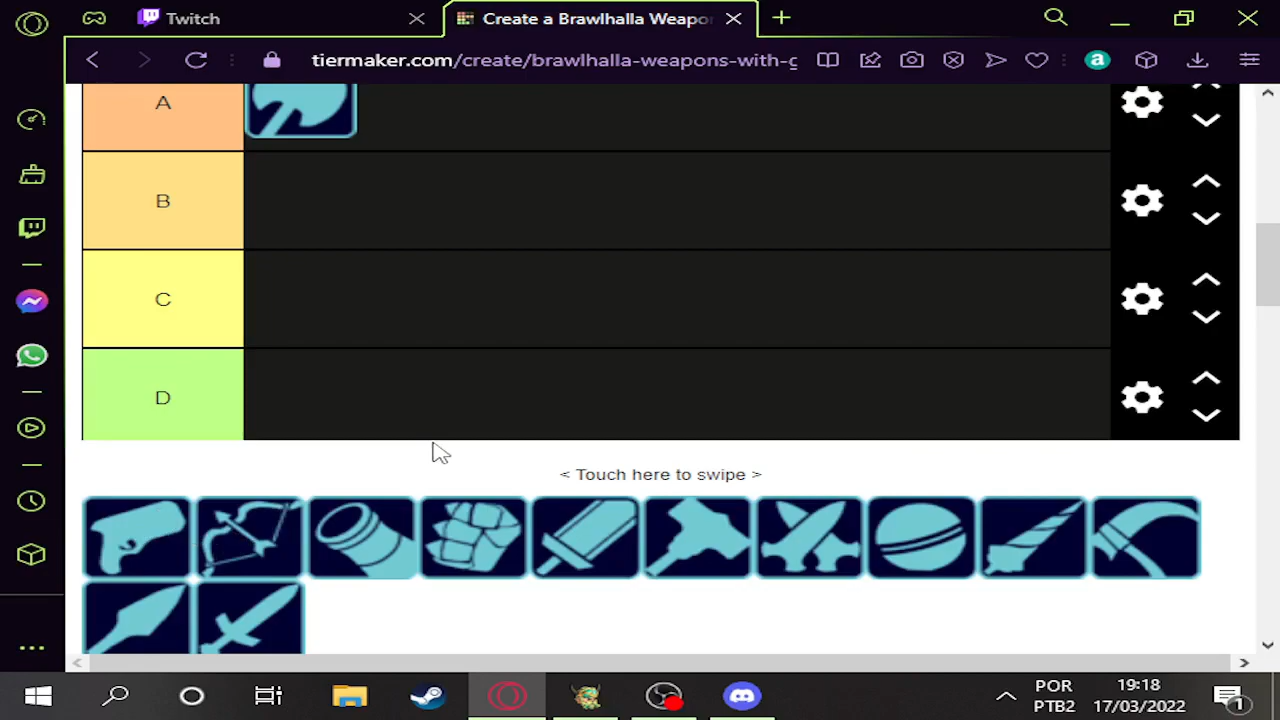 Twitch
Create a Brawlhalla Weapo
tiermaker.com/create/brawlhalla-weapons-with-g
A
B
C
D
< Touch here to swipe >
POR
PTB2
19:18
17/03/2022
1